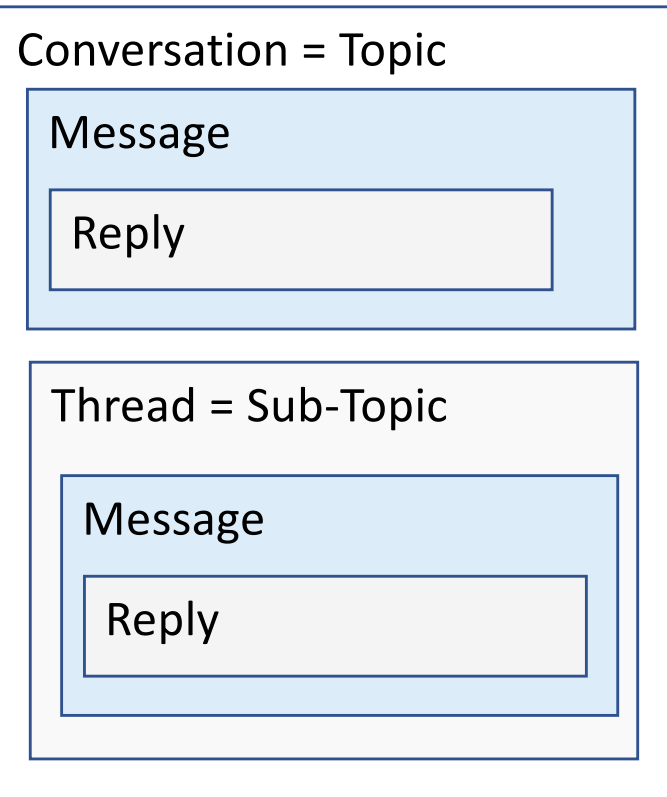 Conversation = Topic
Message
Reply
Thread = Sub-Topic
Message
Reply